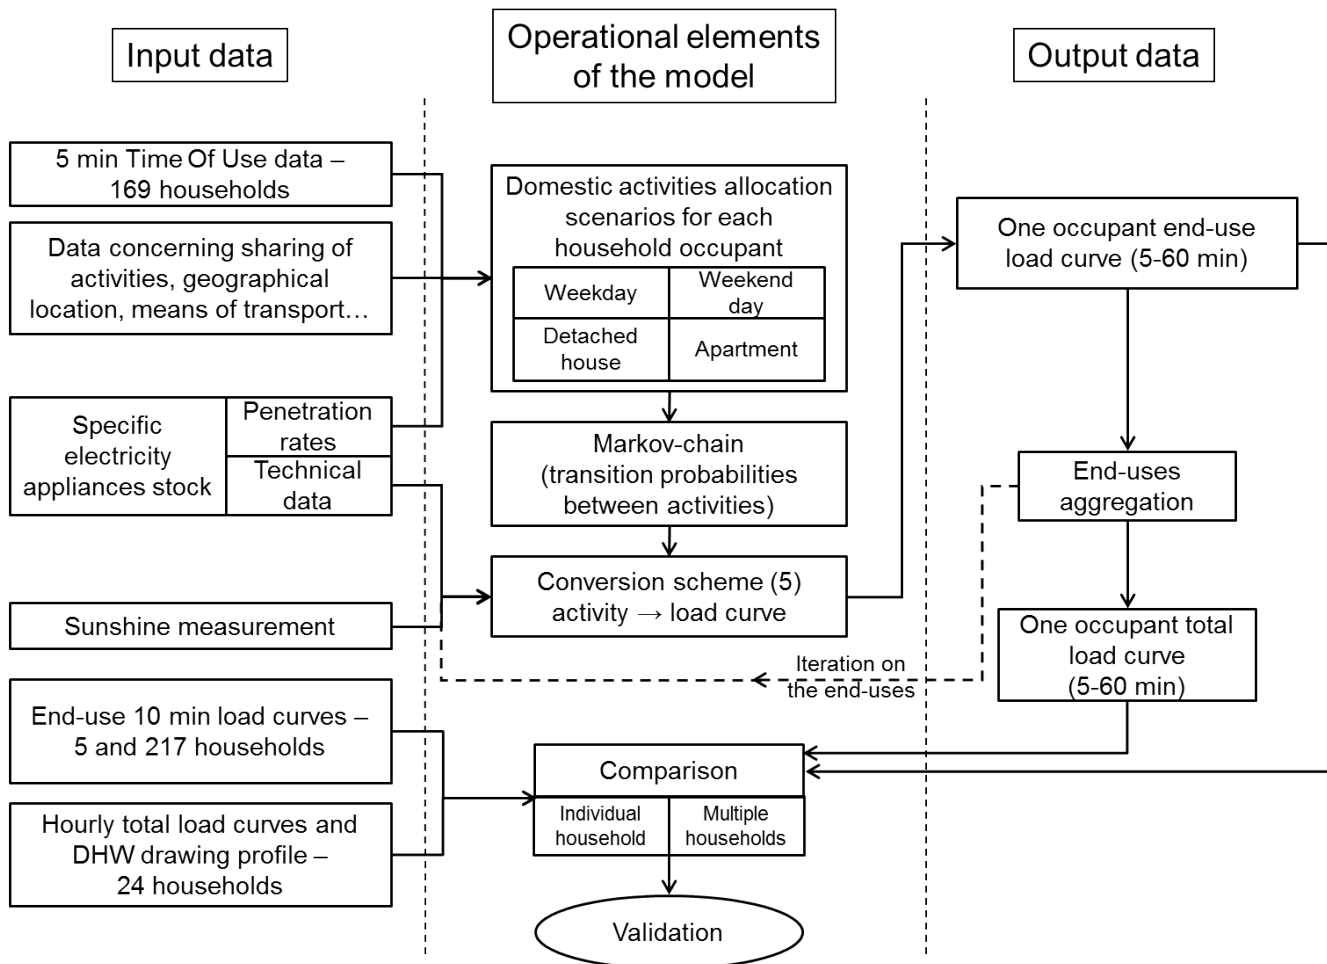 Input data
Operational elements
of the model
Output data
5 min Time Of Use data –
169 households
Data concerning sharing of
activities, geographical
location, means of transport…
Specific
electricity
appliances stock
Penetration
rates
Technical
data
Sunshine measurement
End-use 10 min load curves –
5 and 217 households
Hourly total load curves and
DHW drawing profile –
24 households
Domestic activities allocation
scenarios for each
household occupant
Weekday
Weekend
day
Detached
house
Apartment
Markov-chain
(transition probabilities
between activities)
Conversion scheme (5)
activity → load curve
Iteration on
the end-uses
Comparison
Individual
household
Multiple
households
Validation
One occupant end-use
load curve (5-60 min)
End-uses
aggregation
One occupant total
load curve
(5-60 min)